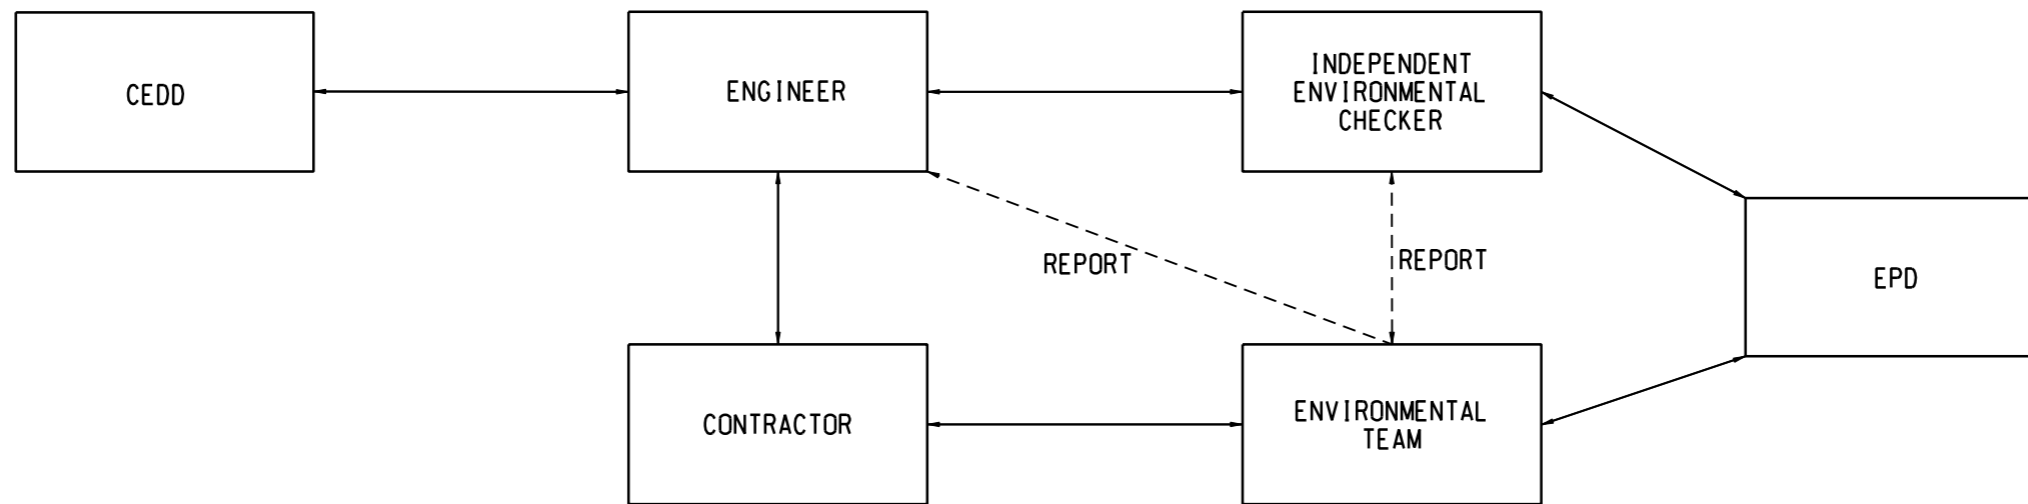 CEDD
ENGINEER
INDEPENDENT
ENVIRONMENTAL
CHECKER
REPORT
REPORT
EPD
CONTRACTOR
ENVIRONMENTAL
TEAM